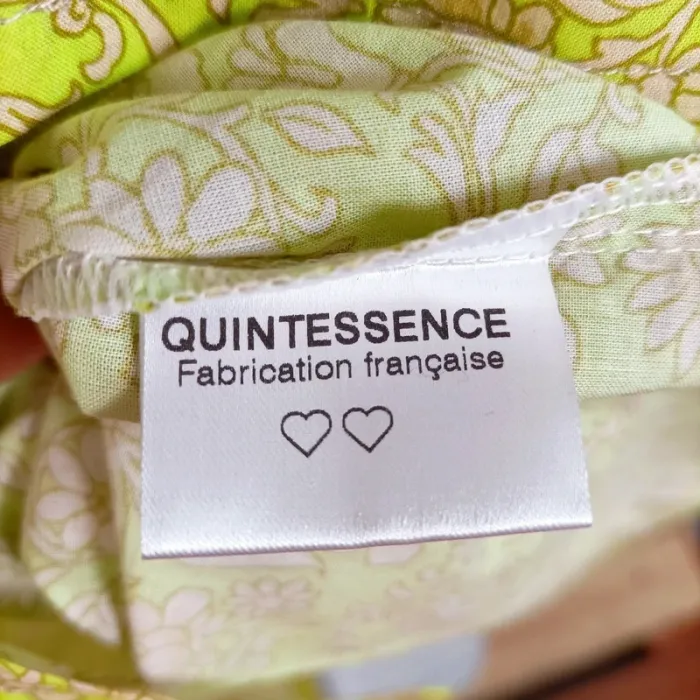 QUINTESSENCE
Fabrication française
♡♡